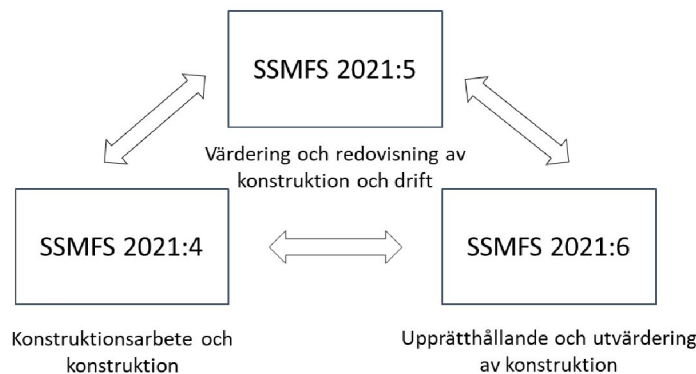 SSMFS 2021:5
Värdering och redovisning av
konstruktion och drift
SSMFS 2021:4
Konstruktionsarbete och
konstruktion
SSMFS 2021:6
Upprätthållande och utvärdering
av konstruktion